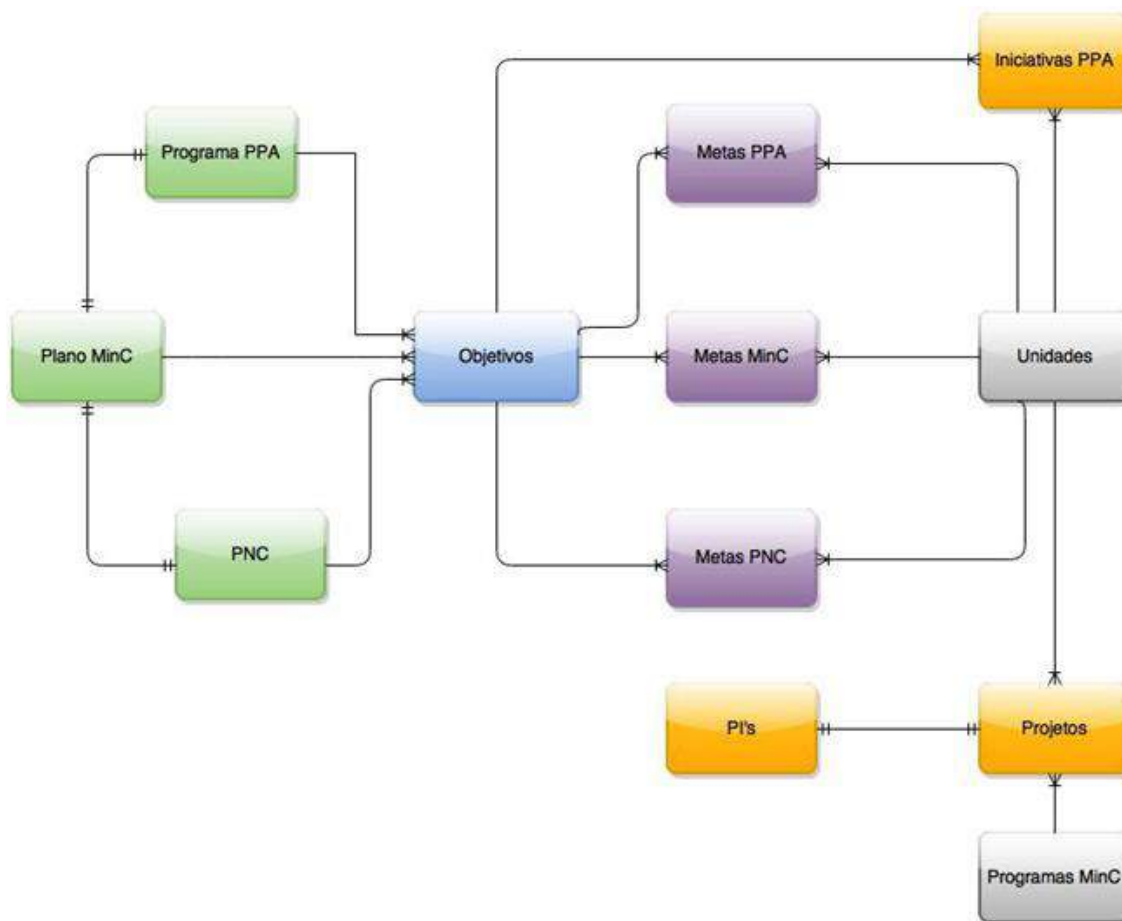 Iniciativas PPA
Programa PPA
Metas PPA
Plano MinC
Objetivos
Metas MinC
Unidades
PNC
Metas PNC
PI's
Projetos
Programas MinC